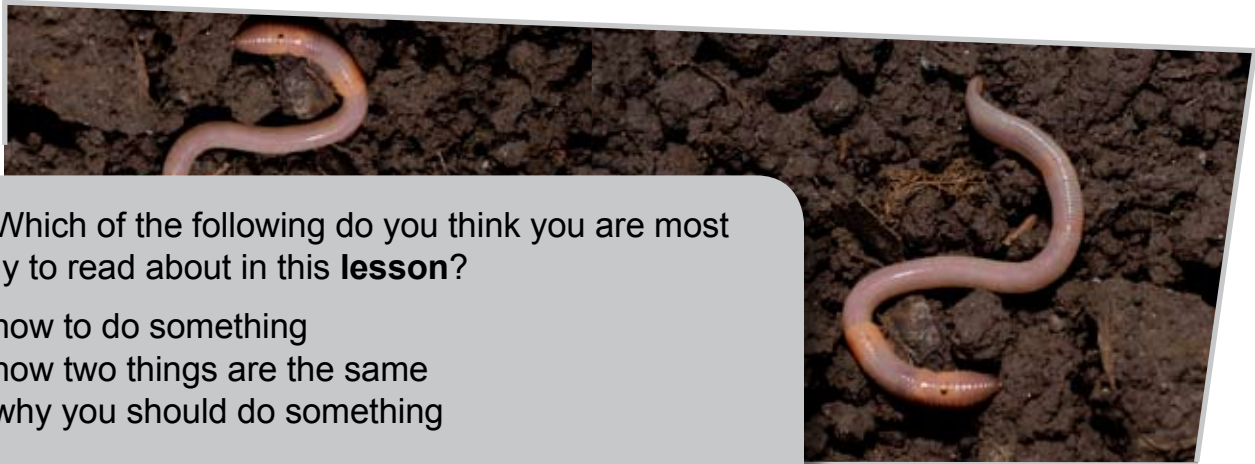 Which of the following do you think you are most
y to read about in this lesson?
how to do something
how two things are the same
why you should do something